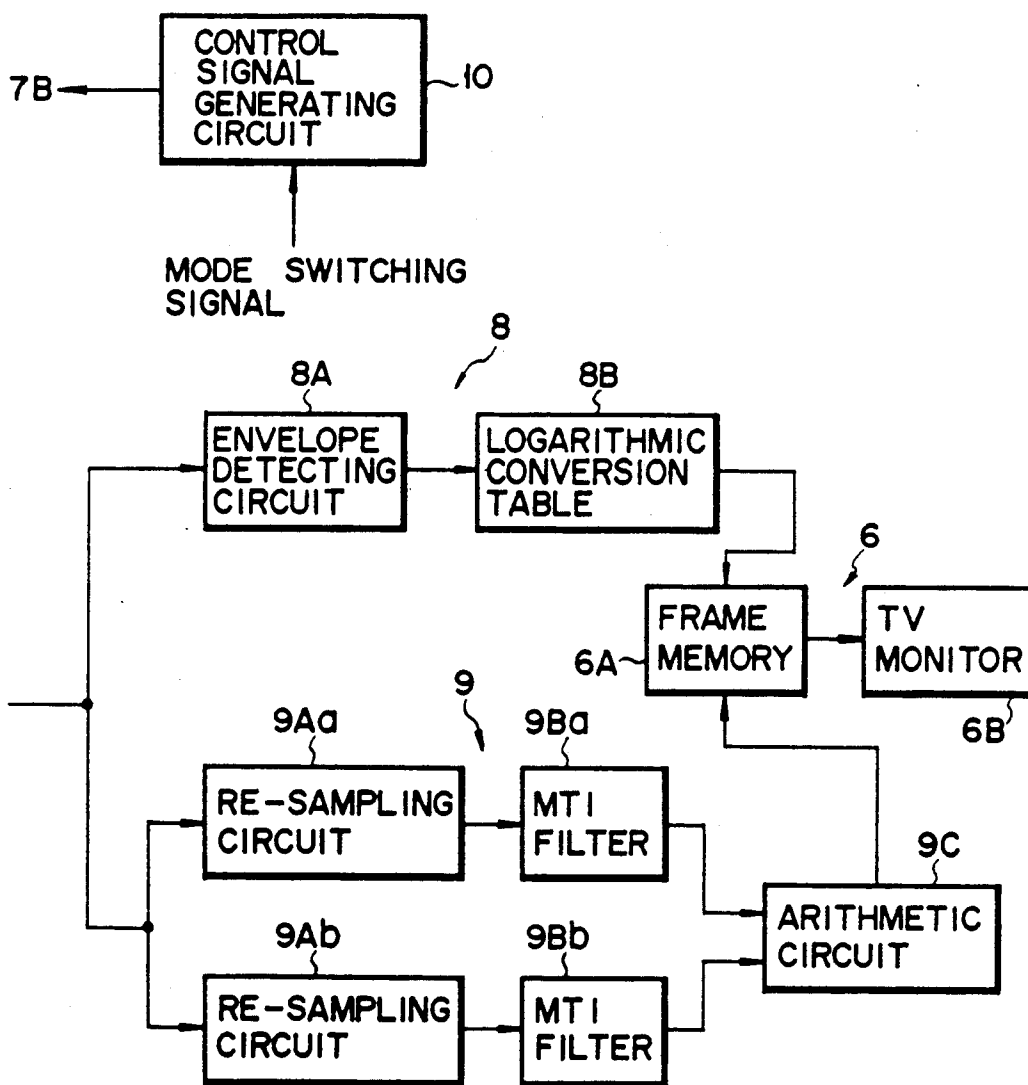 CONTROL
SIGNAL
GENERATING
CIRCUIT
7B
10
MODE SWITCHING
SIGNAL
8
8A
8B
ENVELOPE
DETECTING
CIRCUIT
LOGARITHMIC
CONVERSION
TABLE
6
FRAME
MEMORY
6A
TV
MONITOR
6B
9
9Aa
9Ba
RE-SAMPLING
CIRCUIT
MTI
FILTER
9C
ARITHMETIC
CIRCUIT
9Ab
9Bb
RE-SAMPLING
CIRCUIT
MTI
FILTER